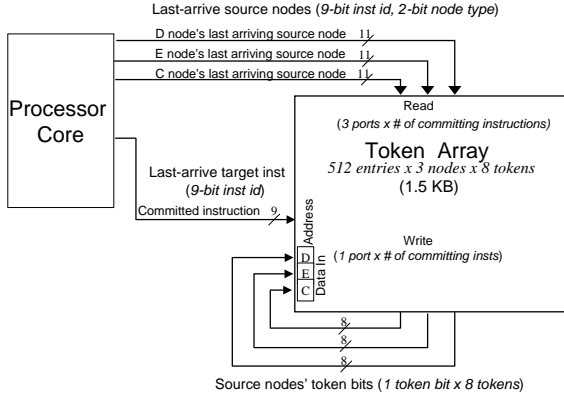 Last-arrive source nodes (9-bit inst id, 2-bit node type)
D node's last arriving source node 11
E node's last arriving source node 11
C node's last arriving source node 11
Processor
Core
Read
(3 ports x # of committing instructions)
Token Array
512 entries x 3 nodes x 8 tokens
(1.5 KB)
Last-arrive target inst
(9-bit inst id)
Committed instruction 9
Address
Write
(1 port x # of committing insts)
D
E
C
Data In
8
8
8
Source nodes' token bits (1 token bit x 8 tokens)